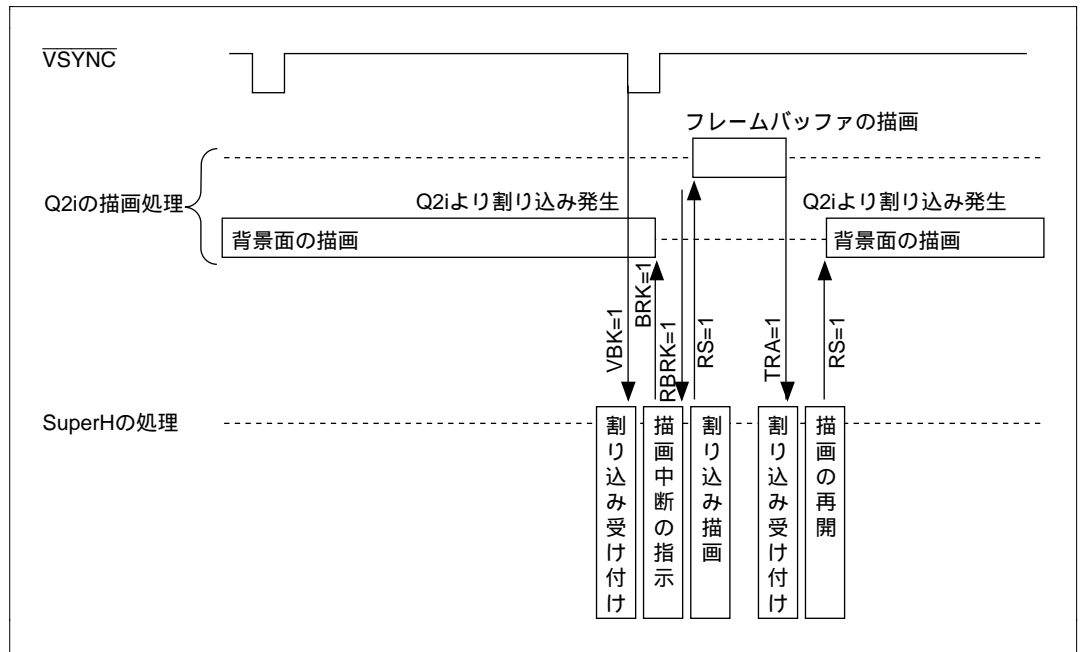 VSYNC
フレームバッファの描画
Q2iの描画処理
Q2iより割り込み発生
Q2iより割り込み発生
背景面の描画
背景面の描画
VBK=1
BRK=1
RBRK=1
RS=1
TRA=1
RS=1
SuperHの処理
割り込み受け付け
描画中断の指示
割り込み描画
割り込み受け付け
描画の再開